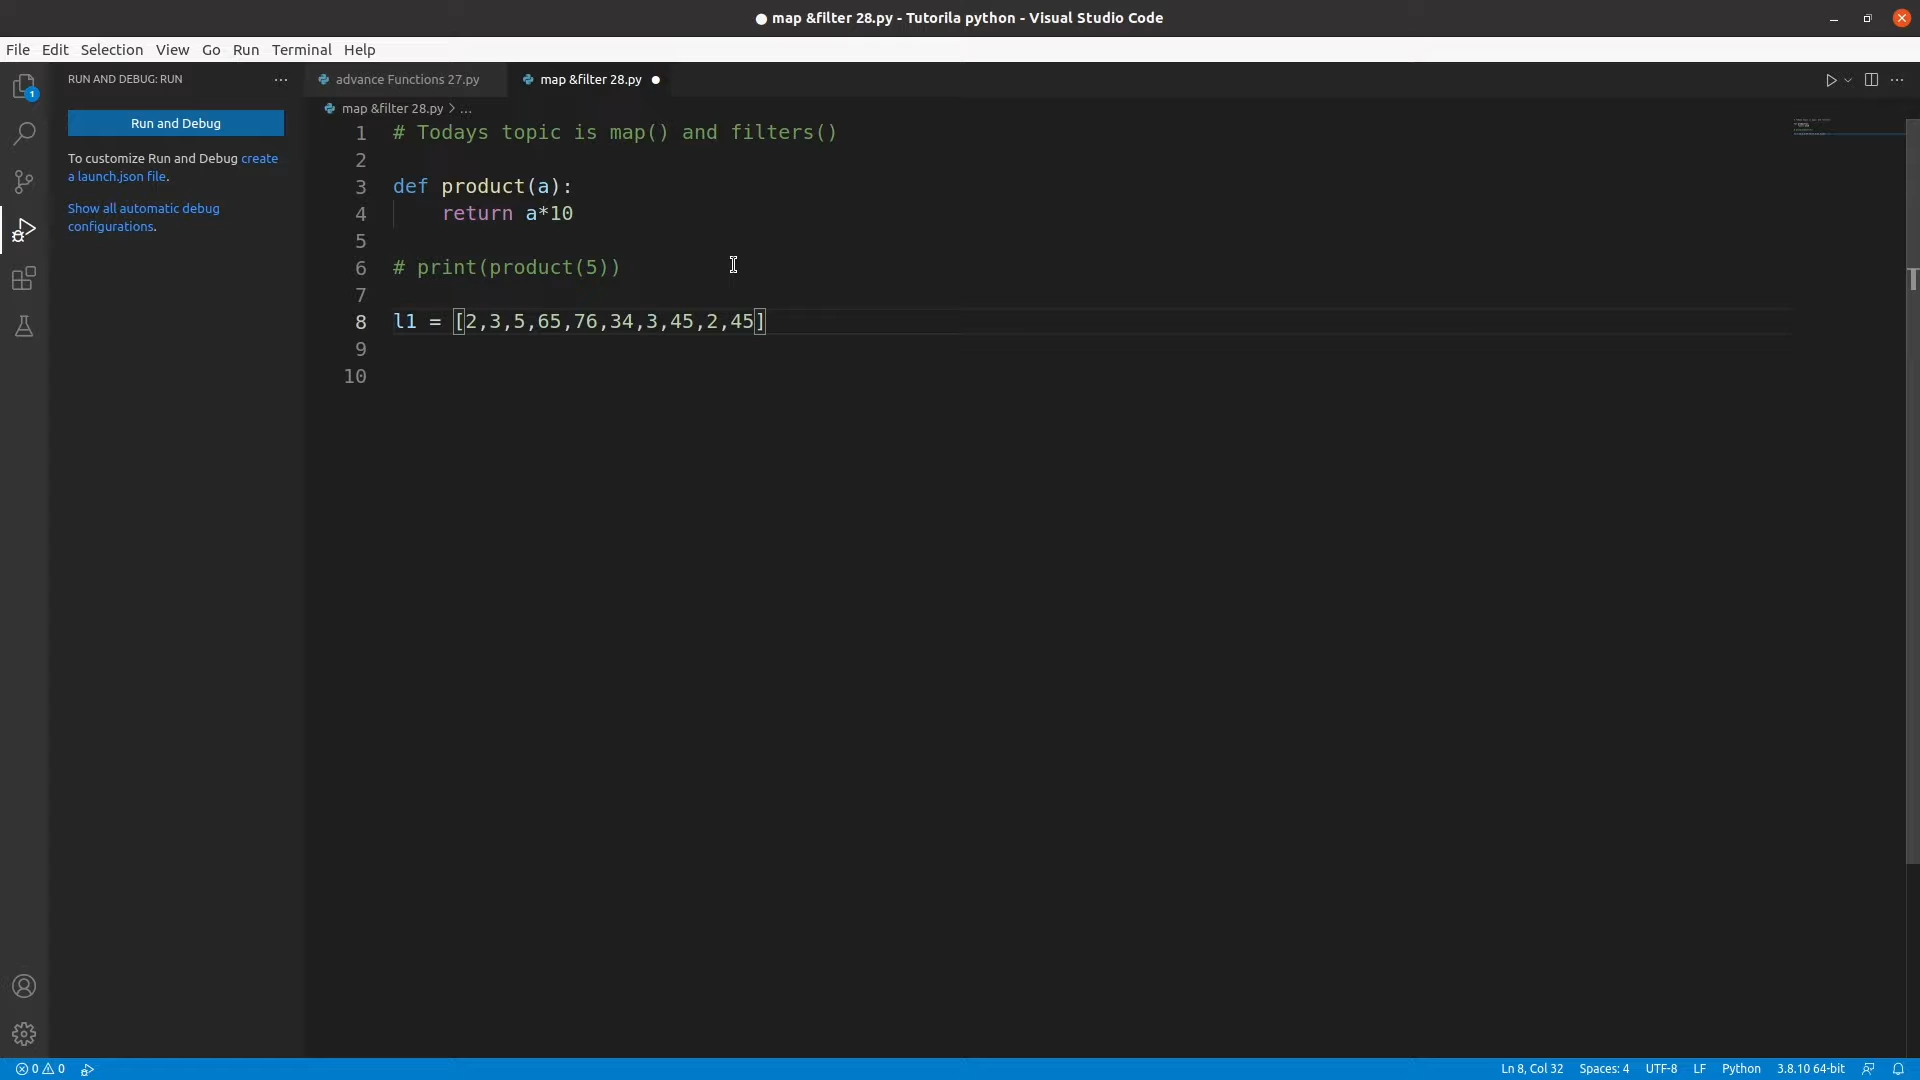 ● map &filter 28.py - Tutorila python - Visual Studio Code
File Edit Selection View Go Run Terminal Help
RUN AND DEBUG: RUN ···
advance Functions 27.py
map &filter 28.py ●
map &filter 28.py > ...
Run and Debug
To customize Run and Debug create
a launch.json file.
Show all automatic debug
configurations.
1 # Todays topic is map() and filters()
2
3 def product(a):
4 return a*10
5
6 # print(product(5))
7
8 l1 = [2,3,5,65,76,34,3,45,2,45]
9
10
1
0 0
Ln 8, Col 32 Spaces: 4 UTF-8 LF Python 3.8.10 64-bit